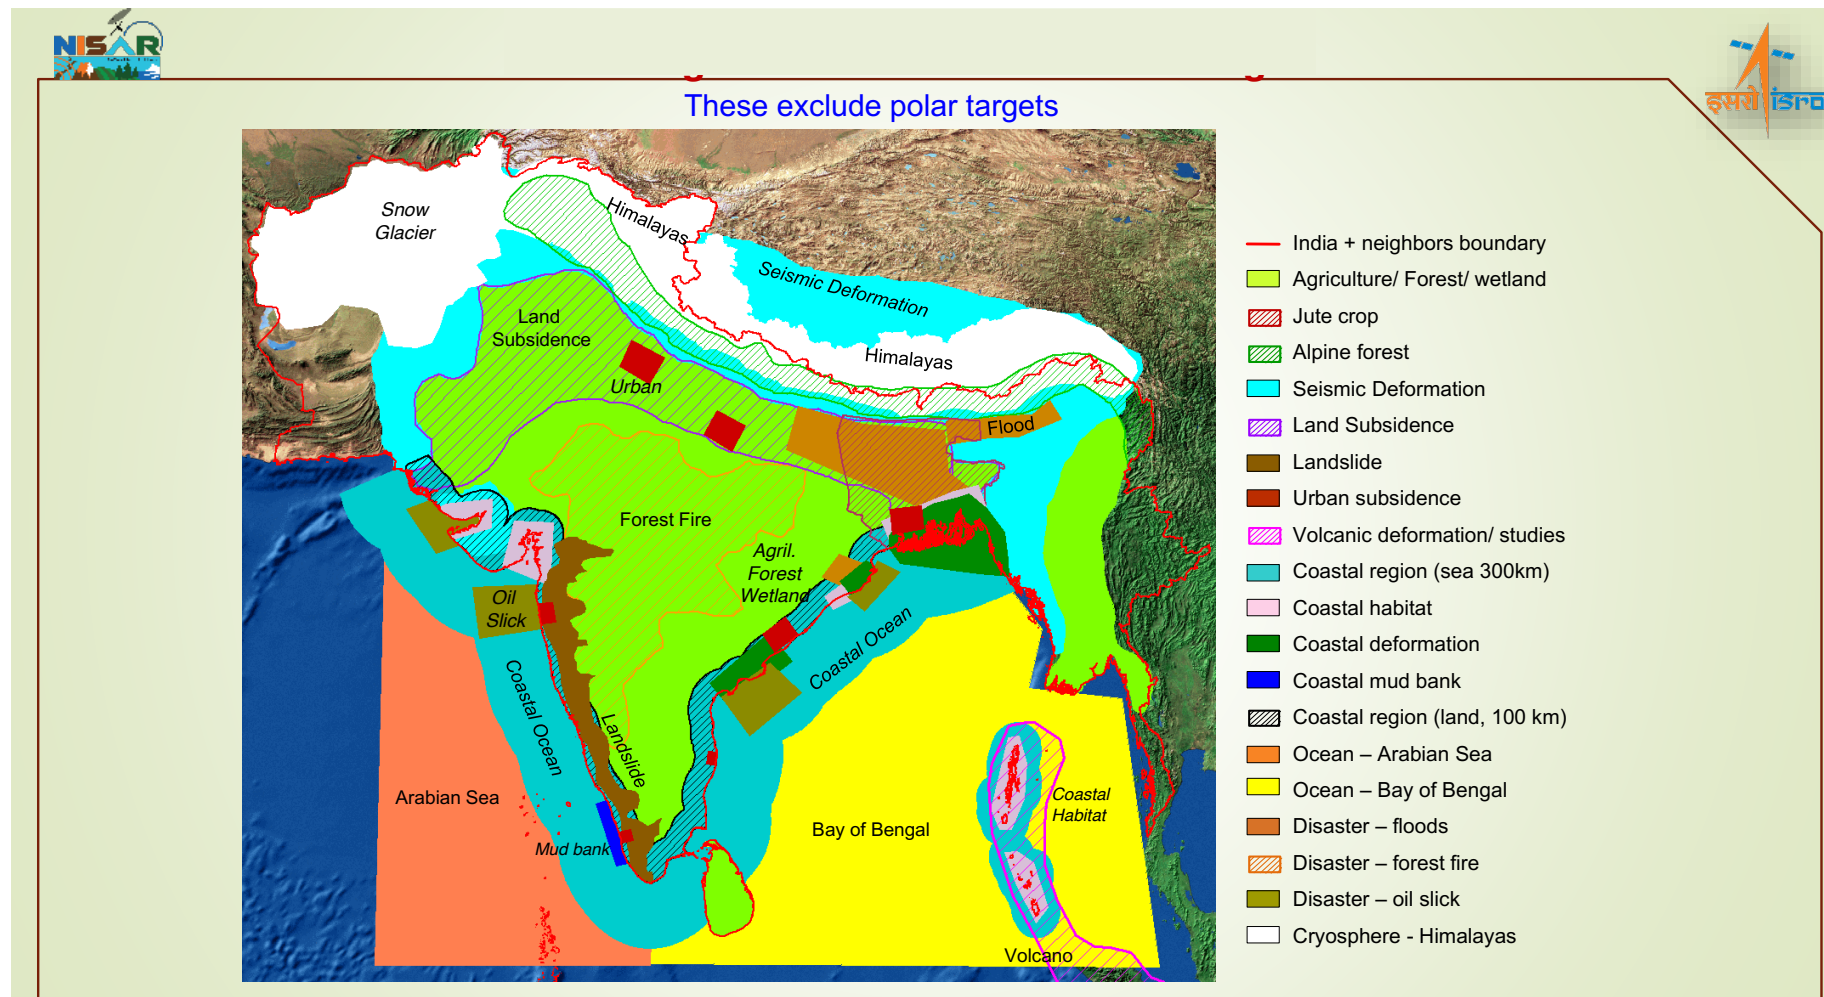 NISAR
इसरो isro
These exclude polar targets
Snow
Glacier
Himalayas
Seismic Deformation
Land
Subsidence
Himalayas
Urban
Flood
Forest Fire
Agril.
Forest
Wetland
Oil
Slick
Coastal Ocean
Coastal Ocean
Landslide
Arabian Sea
Coastal
Habitat
Bay of Bengal
Mud bank
Volcano
India + neighbors boundary
Agriculture/ Forest/ wetland
Jute crop
Alpine forest
Seismic Deformation
Land Subsidence
Landslide
Urban subsidence
Volcanic deformation/ studies
Coastal region (sea 300km)
Coastal habitat
Coastal deformation
Coastal mud bank
Coastal region (land, 100 km)
Ocean – Arabian Sea
Ocean – Bay of Bengal
Disaster – floods
Disaster – forest fire
Disaster – oil slick
Cryosphere - Himalayas